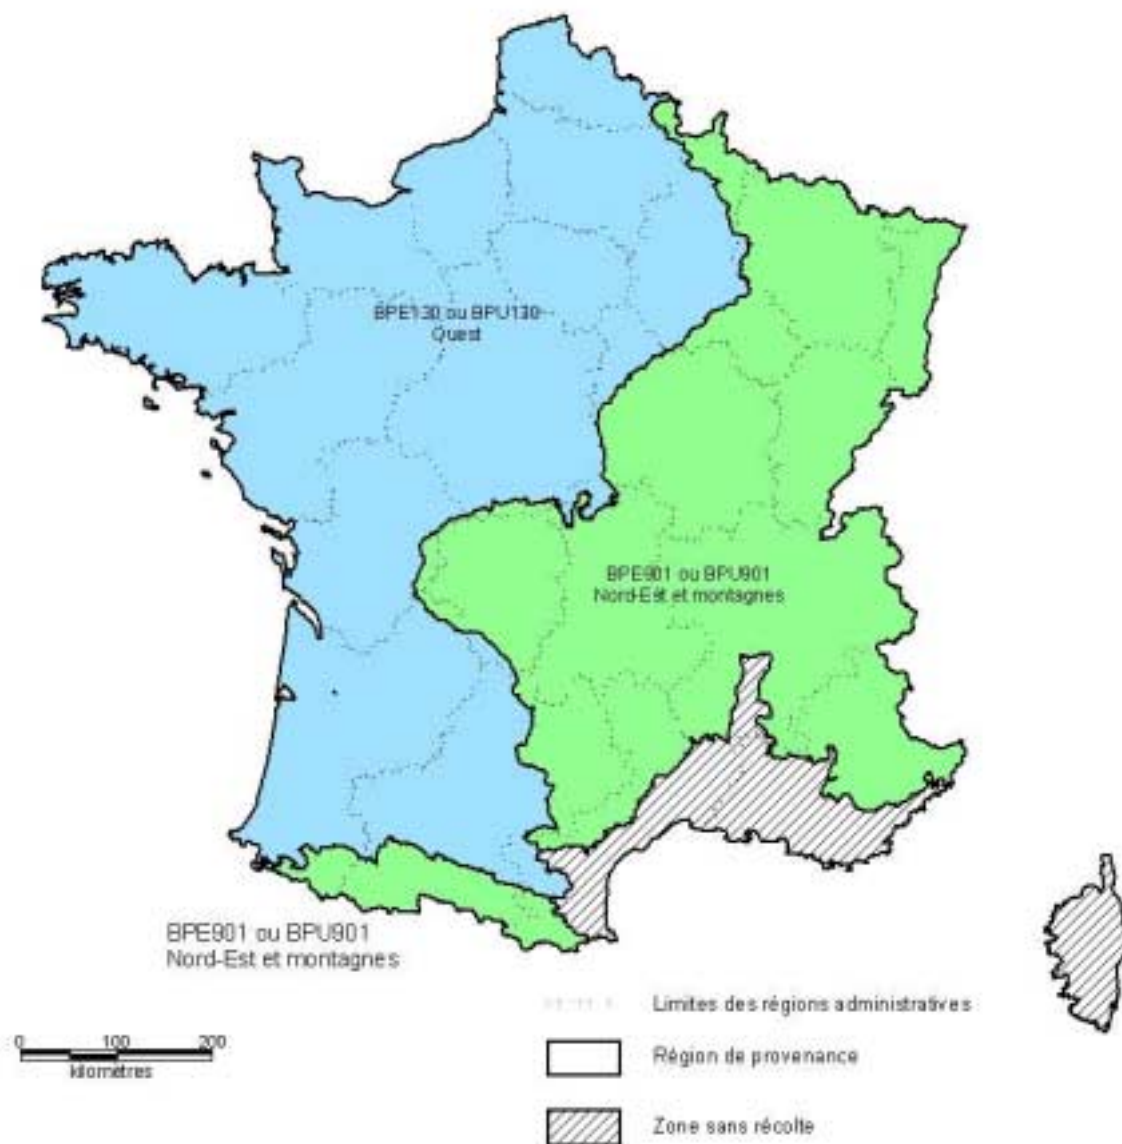 BPE130 ou BPU130
Ouest
BPE901 ou BPU901
Nord-Est et montagnes
BPE901 ou BPU901
Nord-Est et montagnes
Limites des régions administratives
0 100 200
kilomètres
Région de provenance
Zone sans récolte